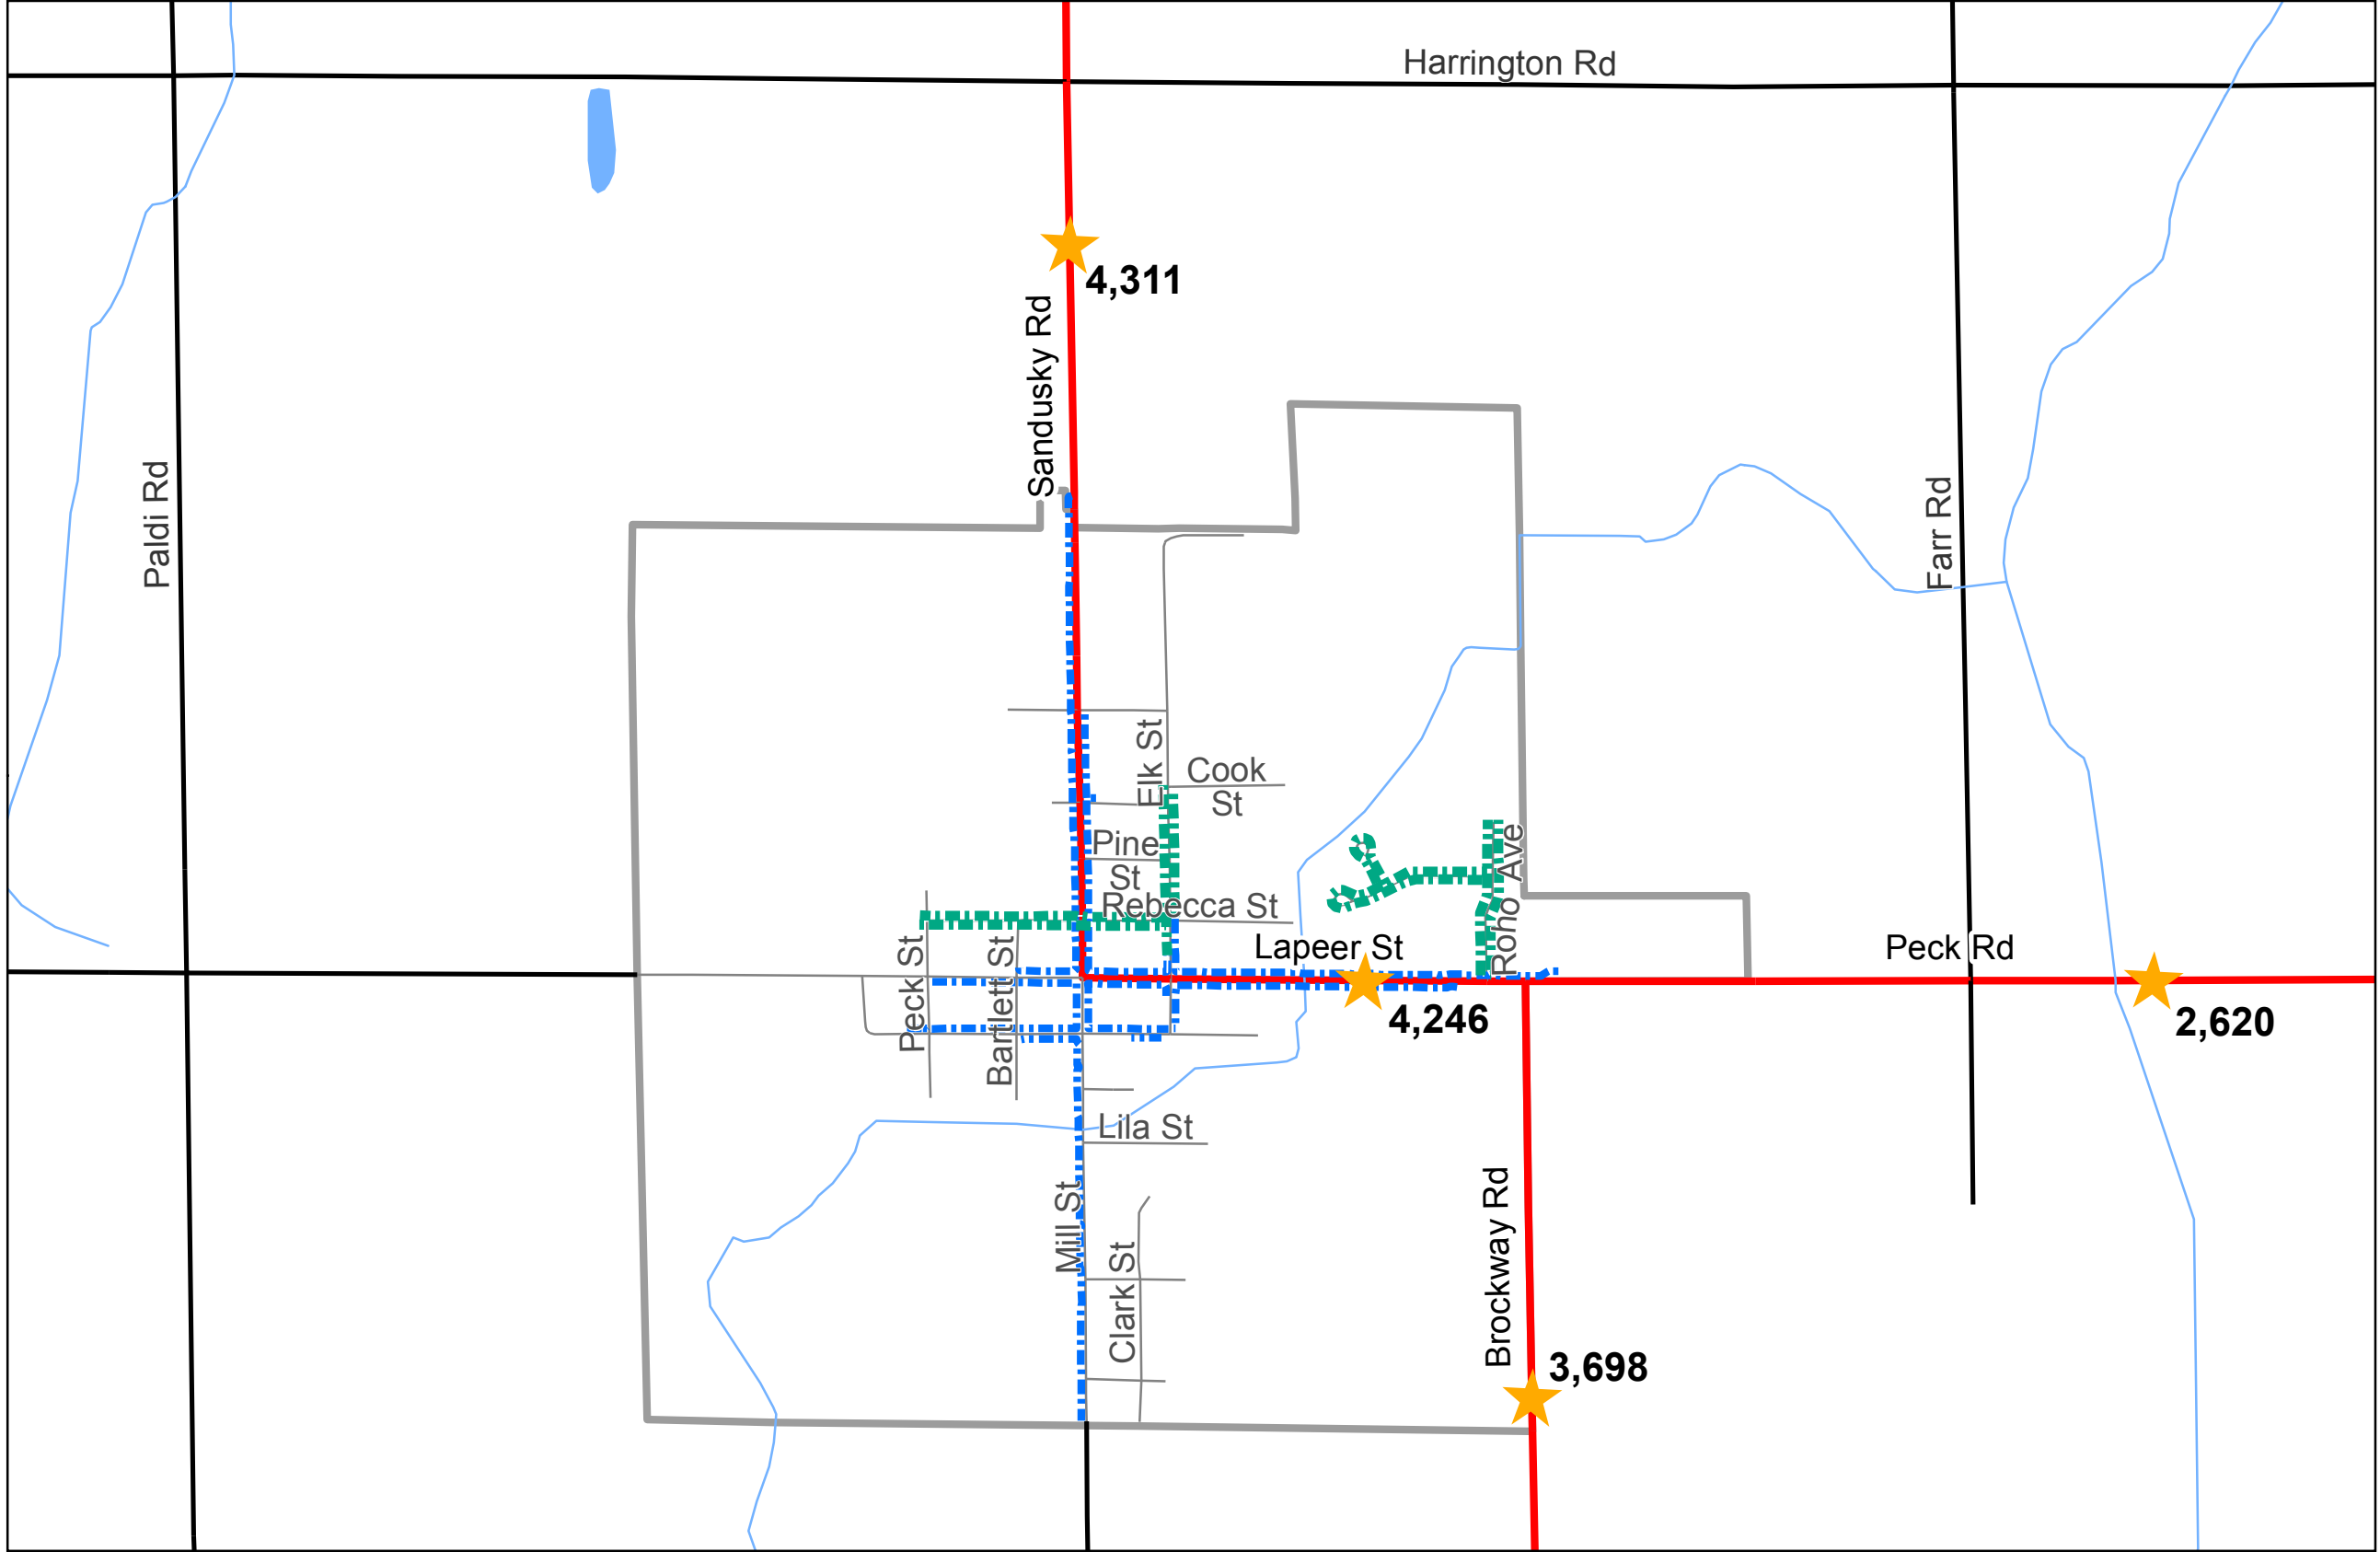 Harrington Rd
4,311
Sandusky Rd
Paldi Rd
Farr Rd
Elk St
Cook
St
Pine
St
Rebecca St
Roho Ave
Lapeer St
Peck Rd
Peck St
Bartlett St
4,246
2,620
Lila St
Mill St
Clark St
Brockway Rd
3,698